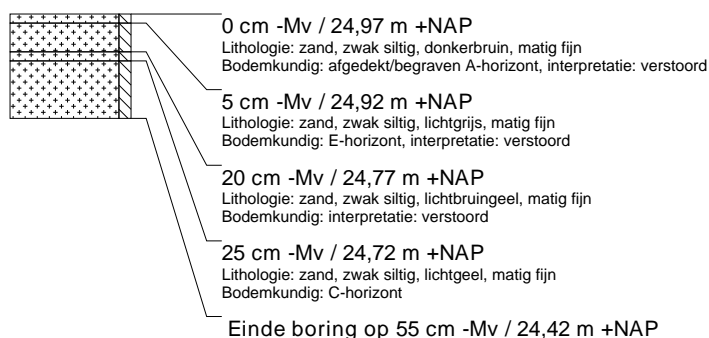 0 cm -Mv / 24,97 m +NAP
Lithologie: zand, zwak siltig, donkerbruin, matig fijn
Bodemkundig: afgedekt/begraven A-horizont, interpretatie: verstoord
5 cm -Mv / 24,92 m +NAP
Lithologie: zand, zwak siltig, lichtgrijs, matig fijn
Bodemkundig: E-horizont, interpretatie: verstoord
20 cm -Mv / 24,77 m +NAP
Lithologie: zand, zwak siltig, lichtbruingeel, matig fijn
Bodemkundig: interpretatie: verstoord
25 cm -Mv / 24,72 m +NAP
Lithologie: zand, zwak siltig, lichtgeel, matig fijn
Bodemkundig: C-horizont
Einde boring op 55 cm -Mv / 24,42 m +NAP